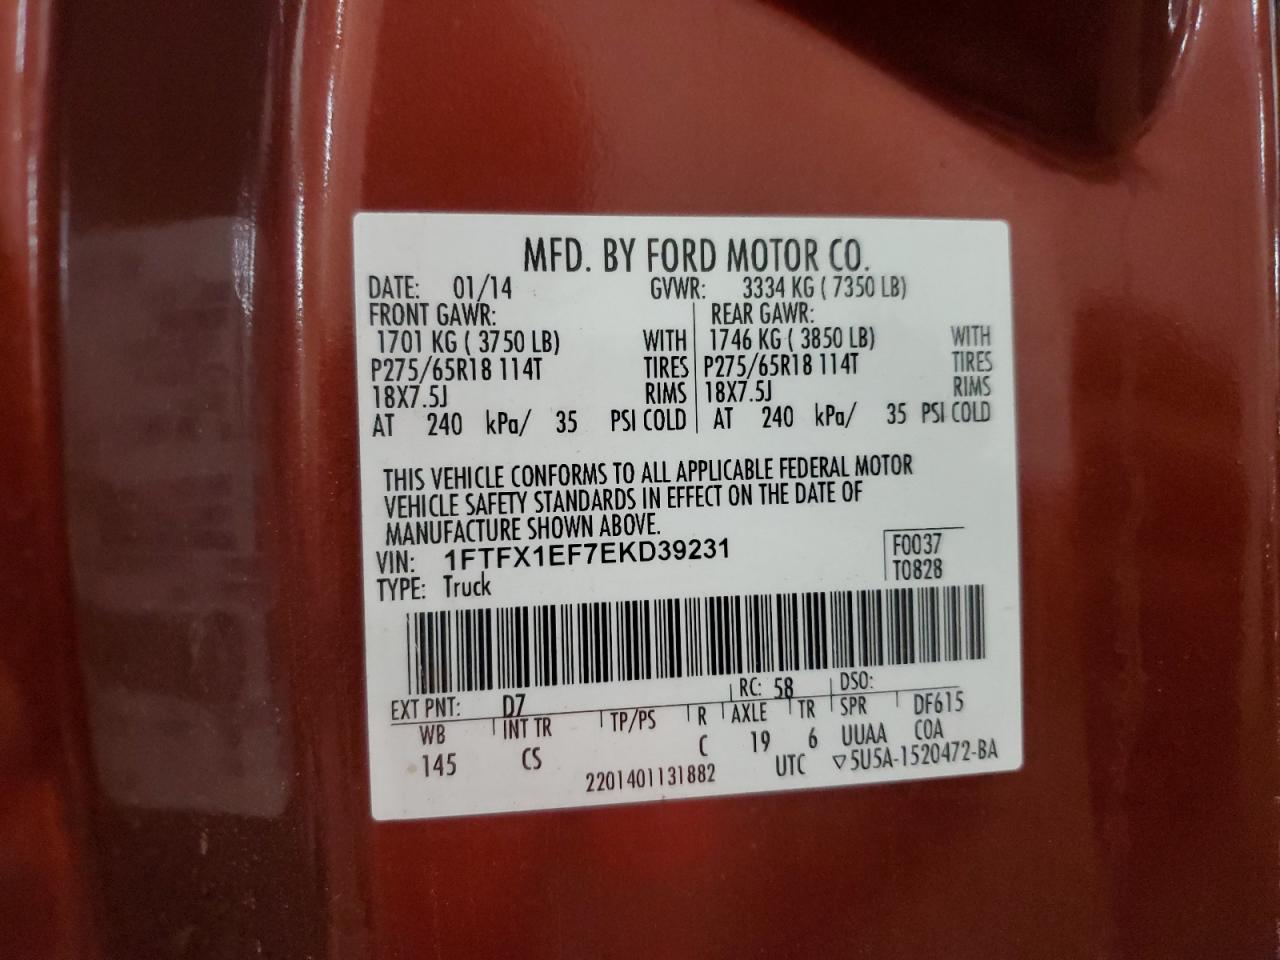 MFD. BY FORD MOTOR CO.
DATE: 01/14 GVWR: 3334 KG ( 7350 LB)
FRONT GAWR: REAR GAWR:
1701 KG ( 3750 LB) WITH 1746 KG ( 3850 LB) WITH
P275/65R18 114T TIRES P275/65R18 114T TIRES
18X7.5J RIMS 18X7.5J RIMS
AT 240 kPa/ 35 PSI COLD AT 240 kPa/ 35 PSI COLD
THIS VEHICLE CONFORMS TO ALL APPLICABLE FEDERAL MOTOR
VEHICLE SAFETY STANDARDS IN EFFECT ON THE DATE OF
MANUFACTURE SHOWN ABOVE.
VIN: 1FTFX1EF7EKD39231 F0037
TYPE: Truck T0828
EXT PNT: D7 RC: 58 DSO:
WB INT TR TP/PS R AXLE TR SPR DF615
145 CS C 19 6 UUAA COA
2201401131882 UTC ▽5U5A-1520472-BA